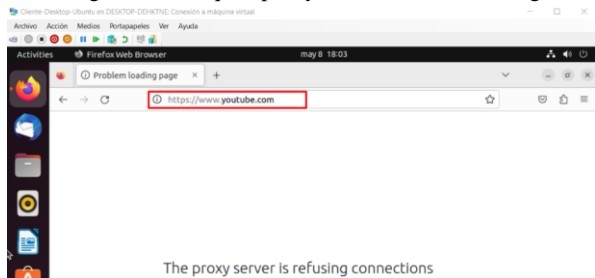 Cliente-Desktop-Ubuntu en DESKTOP-DEHKTNE: Conexión a máquina virtual
Archivo Acción Medios Portapapeles Ver Ayuda
Activities Firefox Web Browser may 8 18:03
Problem loading page
https://www.youtube.com
The proxy server is refusing connections